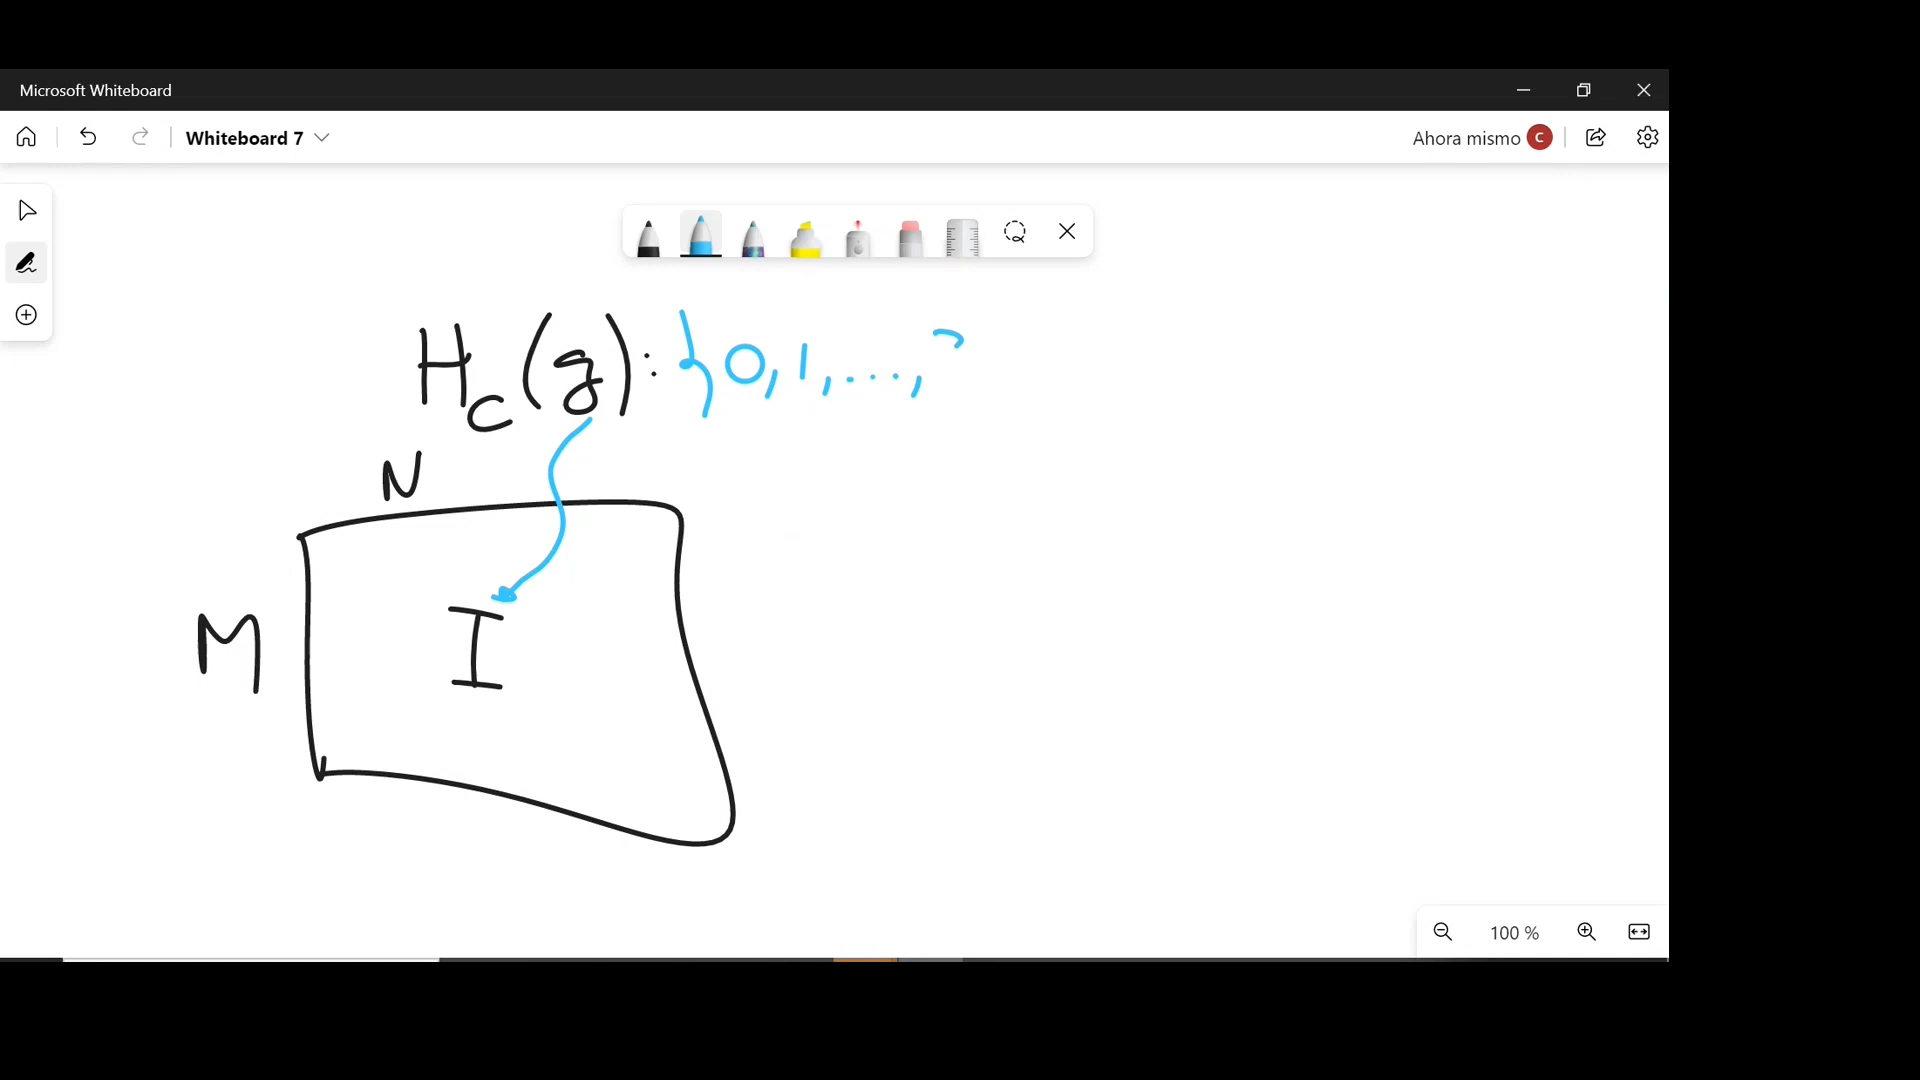 Microsoft Whiteboard
Whiteboard 7
Ahora mismo C
H_C(g): {0, 1, ...,
N
M
I
100 %